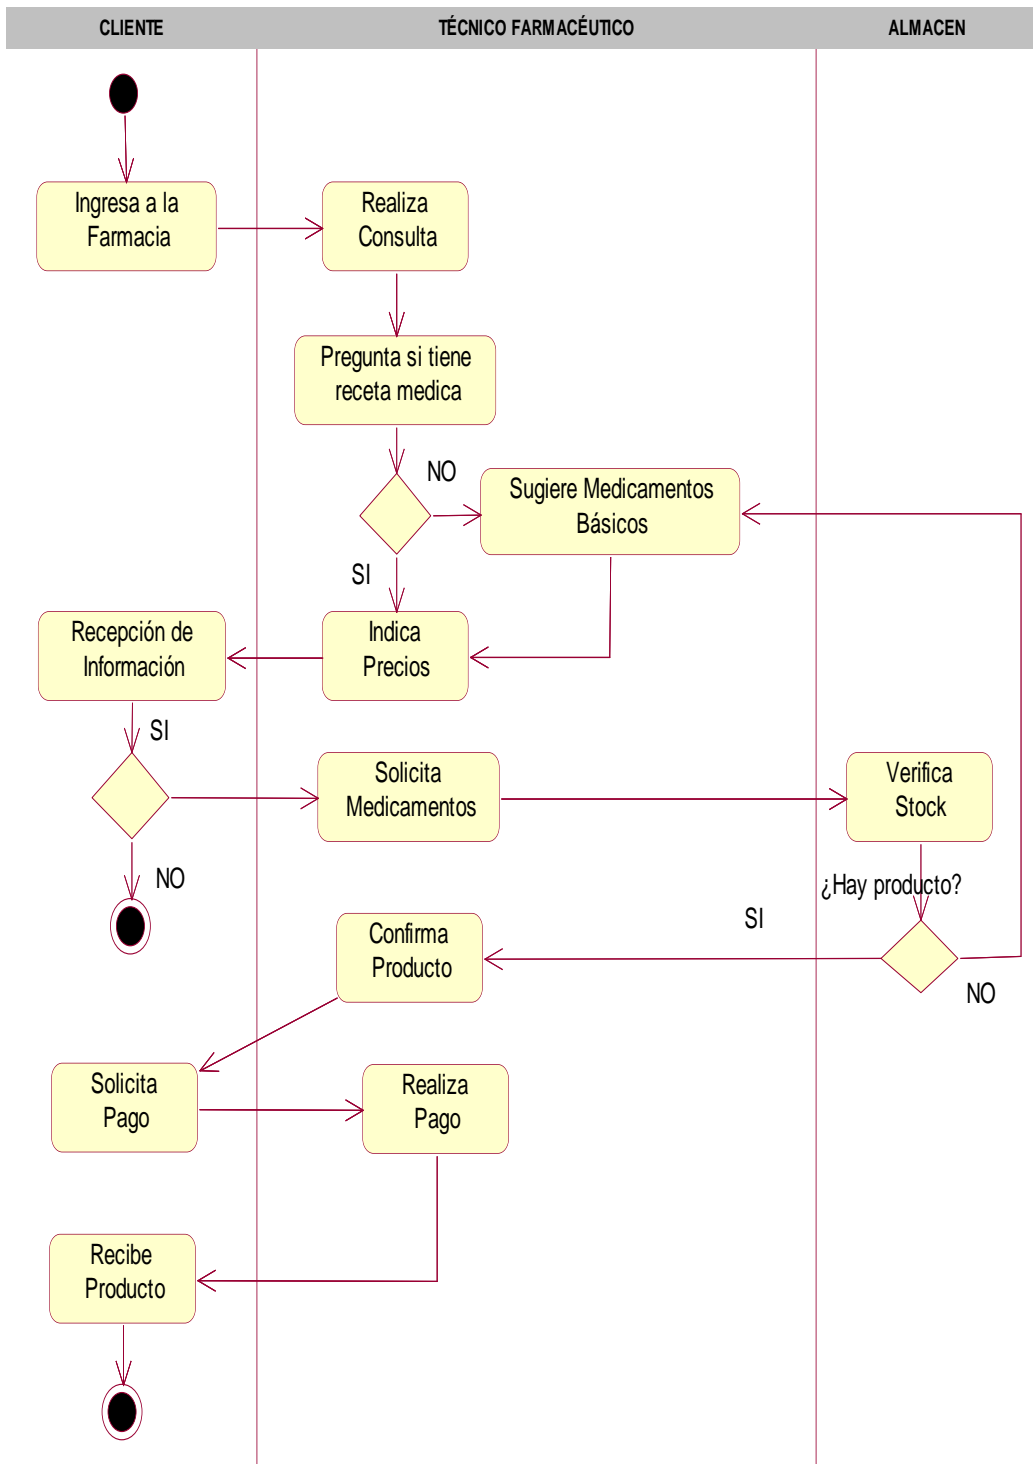 CLIENTE
TÉCNICO FARMACÉUTICO
ALMACEN
Ingresa a la
Farmacia
Realiza
Consulta
Pregunta si tiene
receta medica
NO
Sugiere Medicamentos
Básicos
SI
Recepción de
Información
Indica
Precios
SI
Solicita
Medicamentos
Verifica
Stock
NO
¿Hay producto?
SI
Confirma
Producto
NO
Solicita
Pago
Realiza
Pago
Recibe
Producto